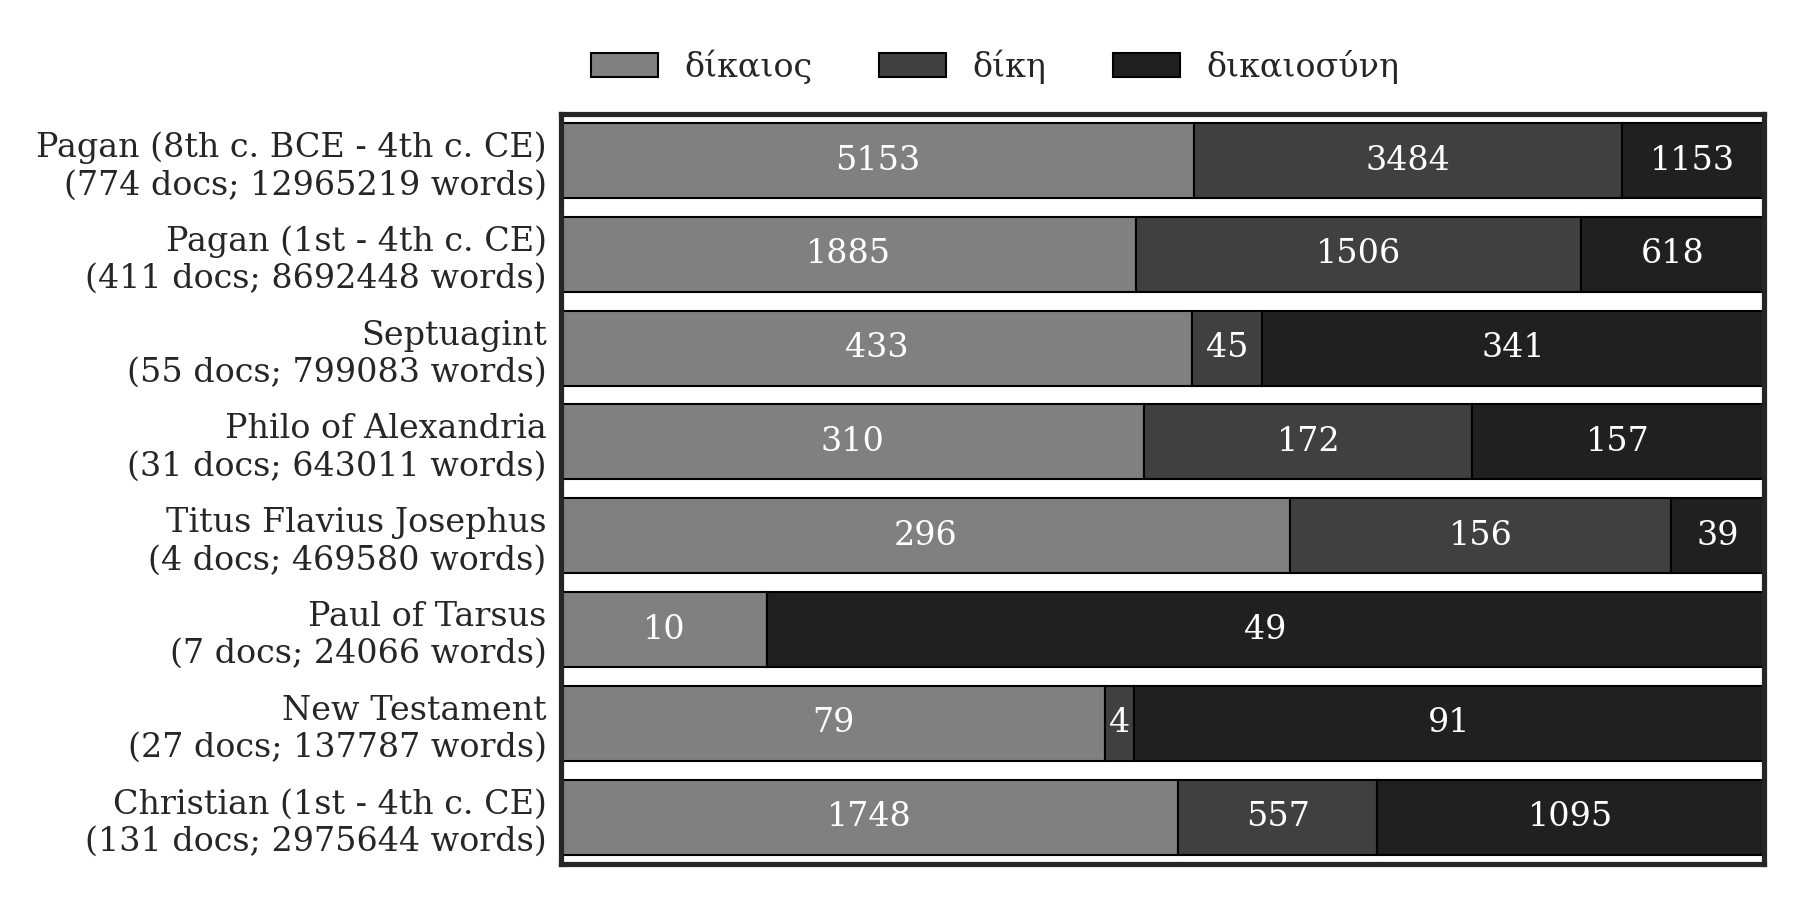 δίκαιος δίκη δικαιοσύνη
Pagan (8th c. BCE - 4th c. CE)
(774 docs; 12965219 words)
5153 3484 1153
Pagan (1st - 4th c. CE)
(411 docs; 8692448 words)
1885 1506 618
Septuagint
(55 docs; 799083 words)
433 45 341
Philo of Alexandria
(31 docs; 643011 words)
310 172 157
Titus Flavius Josephus
(4 docs; 469580 words)
296 156 39
Paul of Tarsus
(7 docs; 24066 words)
10 49
New Testament
(27 docs; 137787 words)
79 4 91
Christian (1st - 4th c. CE)
(131 docs; 2975644 words)
1748 557 1095